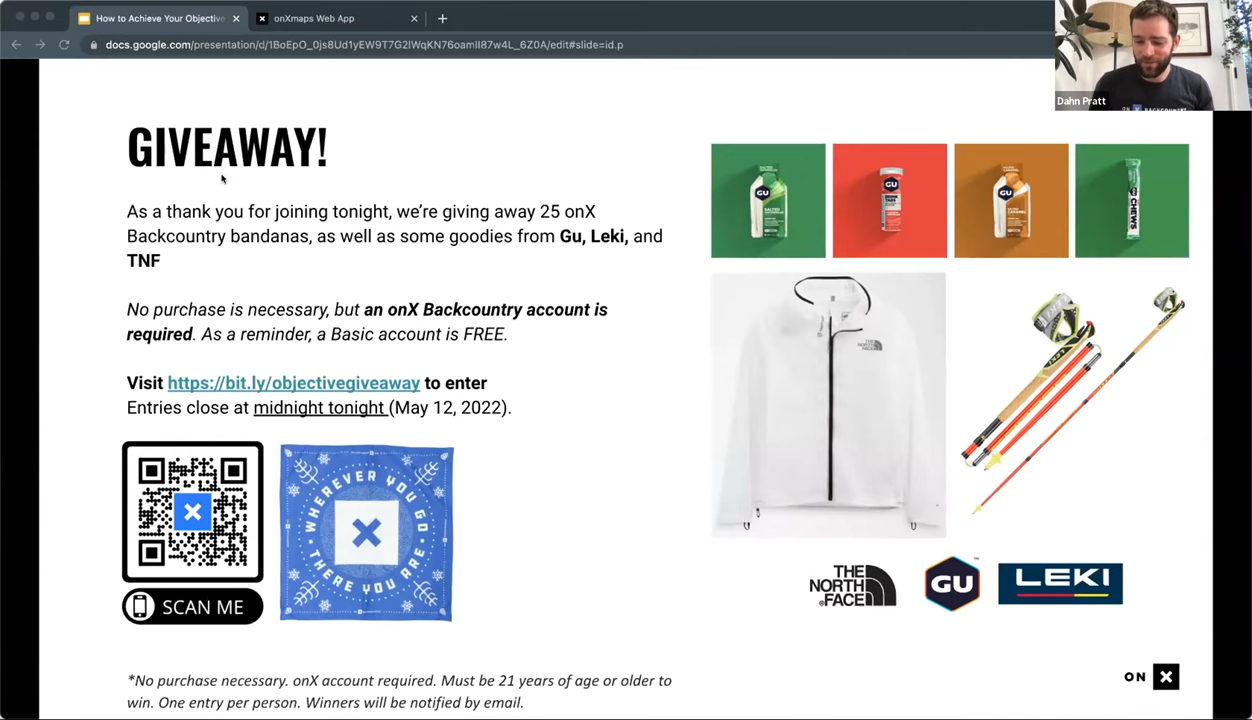 How to Achieve Your Objective
onXmaps Web App
docs.google.com/presentation/d/1BoEpO_0js8Ud1yEW9T7G2lWqKN76oamll87w4L_6Z0A/edit#slide=id.p
Dahn Pratt
GIVEAWAY!
As a thank you for joining tonight, we’re giving away 25 onX
Backcountry bandanas, as well as some goodies from Gu, Leki, and
TNF
No purchase is necessary, but an onX Backcountry account is
required. As a reminder, a Basic account is FREE.
Visit https://bit.ly/objectivegiveaway to enter
Entries close at midnight tonight (May 12, 2022).
SCAN ME
WHEREVER YOU GO
THERE YOU ARE
GU
GU
GU
GU CHEWS
THE
NORTH
FACE
THE
NORTH
FACE
GU
LEKI
*No purchase necessary. onX account required. Must be 21 years of age or older to
win. One entry per person. Winners will be notified by email.
ON X